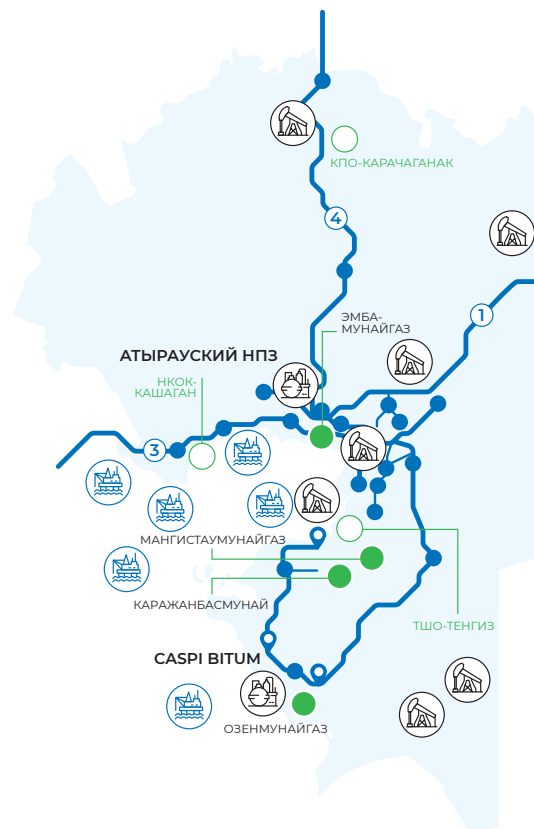 КПО-КАРАЧАГАНАК
4
1
ЭМБА-
МУНАЙГАЗ
АТЫРАУСКИЙ НПЗ
НКОК-
КАШАГАН
3
МАНГИСТАУМУНАЙГАЗ
КАРАЖАНБАСМУНАЙ
ТШО-ТЕНГИЗ
CASPI BITUM
ОЗЕНМУНАЙГАЗ